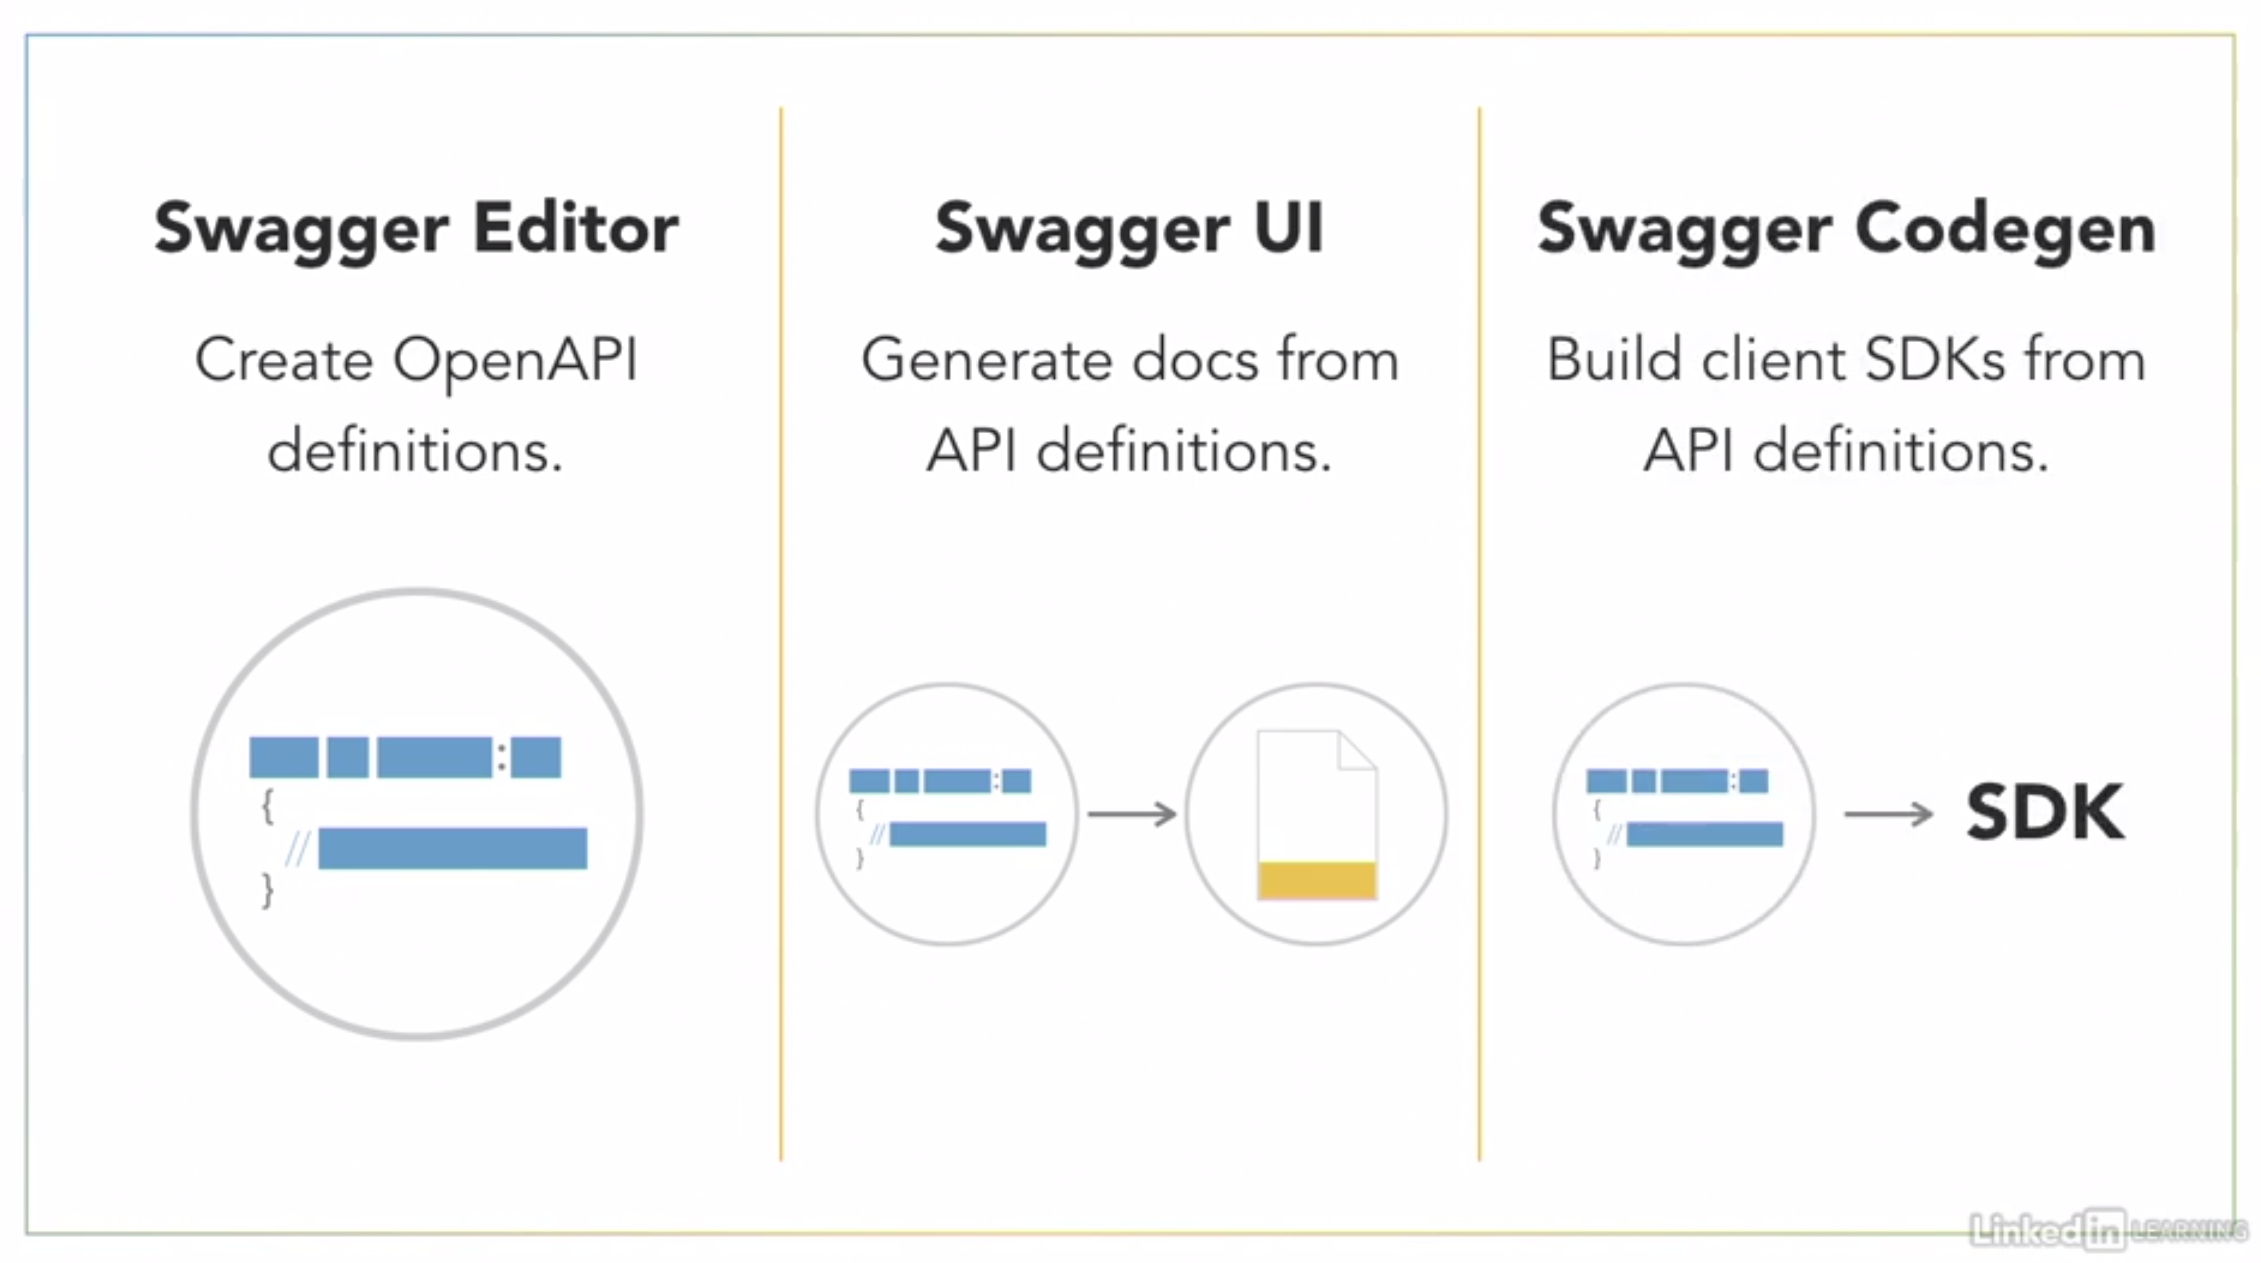 Swagger Editor
Create OpenAPI
definitions.
:
{
//
}
Swagger UI
Generate docs from
API definitions.
:
{
//
}
Swagger Codegen
Build client SDKs from
API definitions.
:
{
//
}
SDK
Linked in LEARNING